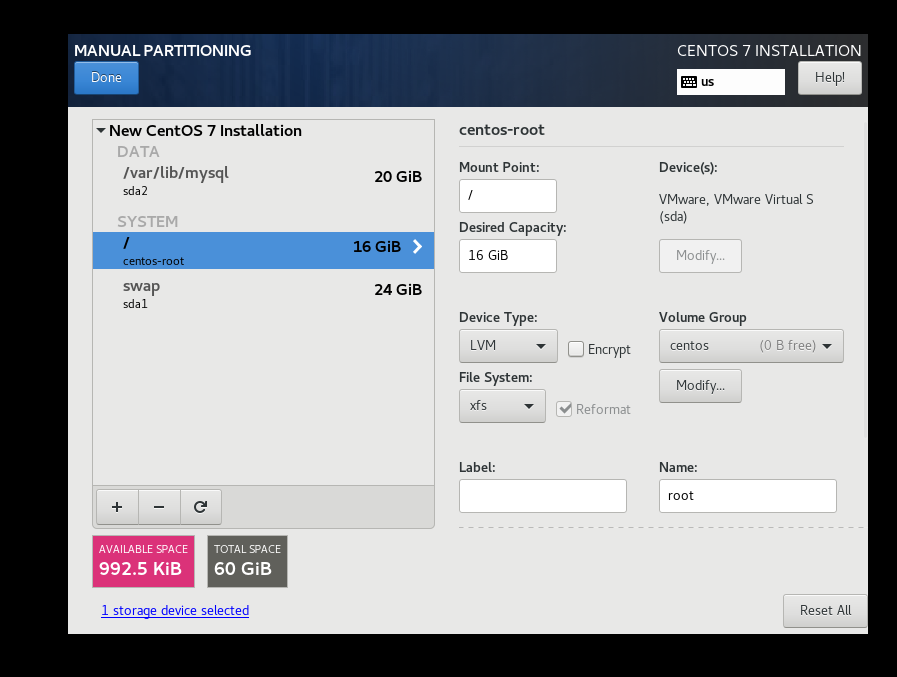 MANUAL PARTITIONING
CENTOS 7 INSTALLATION
Done
us
Help!
New CentOS 7 Installation
DATA
/var/lib/mysql
20 GiB
sda2
SYSTEM
/
16 GiB
centos-root
swap
24 GiB
sda1
+
−
AVAILABLE SPACE
992.5 KiB
TOTAL SPACE
60 GiB
1 storage device selected
centos-root
Mount Point:
/
Desired Capacity:
16 GiB
Device(s):
VMware, VMware Virtual S
(sda)
Modify...
Device Type:
LVM
Encrypt
Volume Group
centos (0 B free)
Modify...
File System:
xfs
Reformat
Label:
Name:
root
Reset All